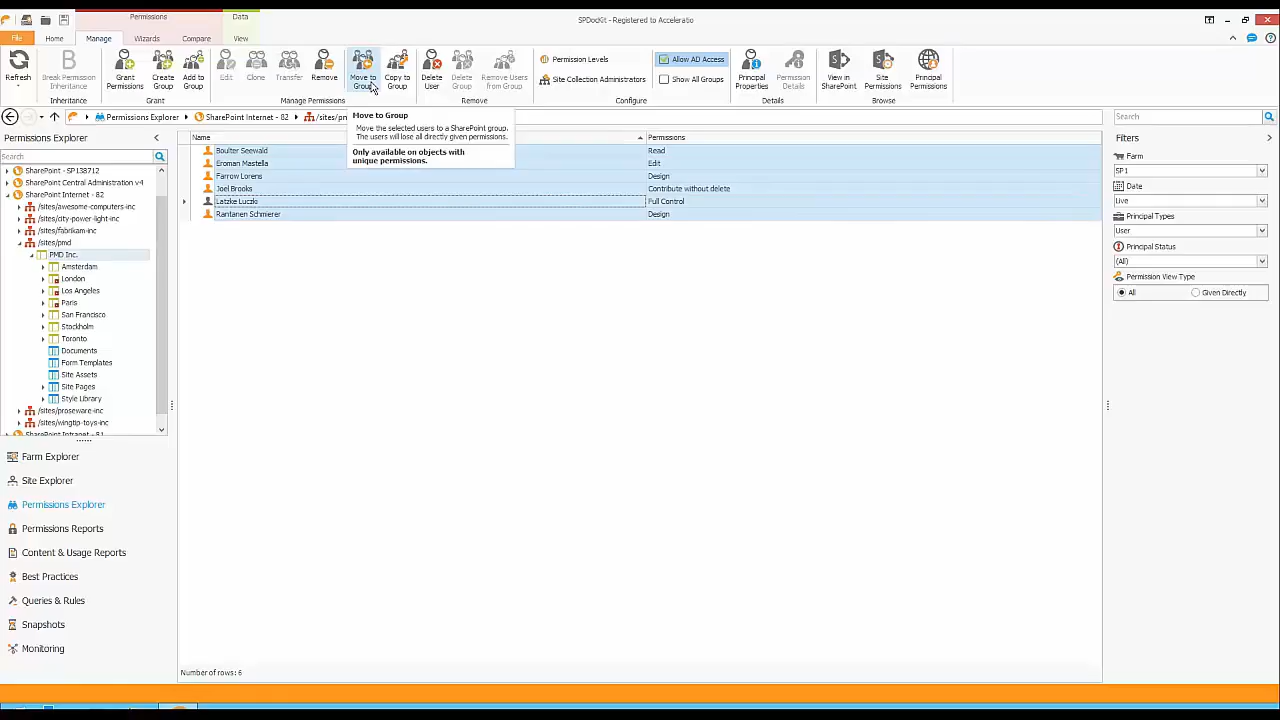 Permissions
Data
SPDocKit - Registered to Acceleratio
File
Home
Manage
Wizards
Compare
View
Refresh
Break Permission Inheritance
Grant Permissions
Create Group
Add to Group
Edit
Clone
Transfer
Remove
Move to Group
Copy to Group
Delete User
Delete Group
Remove Users from Group
Permission Levels
Site Collection Administrators
Allow AD Access
Show All Groups
Principal Properties
Permission Details
View in SharePoint
Site Permissions
Principal Permissions
Inheritance
Grant
Manage Permissions
Remove
Configure
Details
Browse
Permissions Explorer
SharePoint Internet - 82
/sites/pm
Search
Move to Group
Move the selected users to a SharePoint group.
The users will lose all directly given permissions.
Only available on objects with
unique permissions.
Permissions Explorer
Search
SharePoint - SP138712
SharePoint Central Administration v4
SharePoint Internet - 82
/sites/awesome-computers-inc
/sites/city-power-light-inc
/sites/fabrikam-inc
/sites/pmd
PMD Inc.
Amsterdam
London
Los Angeles
Paris
San Francisco
Stockholm
Toronto
Documents
Form Templates
Site Assets
Site Pages
Style Library
/sites/proseware-inc
/sites/wingtip-toys-inc
SharePoint Intranet - 81
Farm Explorer
Site Explorer
Permissions Explorer
Permissions Reports
Content & Usage Reports
Best Practices
Queries & Rules
Snapshots
Monitoring
Name Permissions
Boulter Seewald Read
Eroman Mastella Edit
Farrow Lorens Design
Joel Brooks Contribute without delete
Latzke Luczlo Full Control
Rantanen Schmierer Design
Number of rows: 6
Filters
Farm
SP1
Date
Live
Principal Types
User
Principal Status
(All)
Permission View Type
All Given Directly